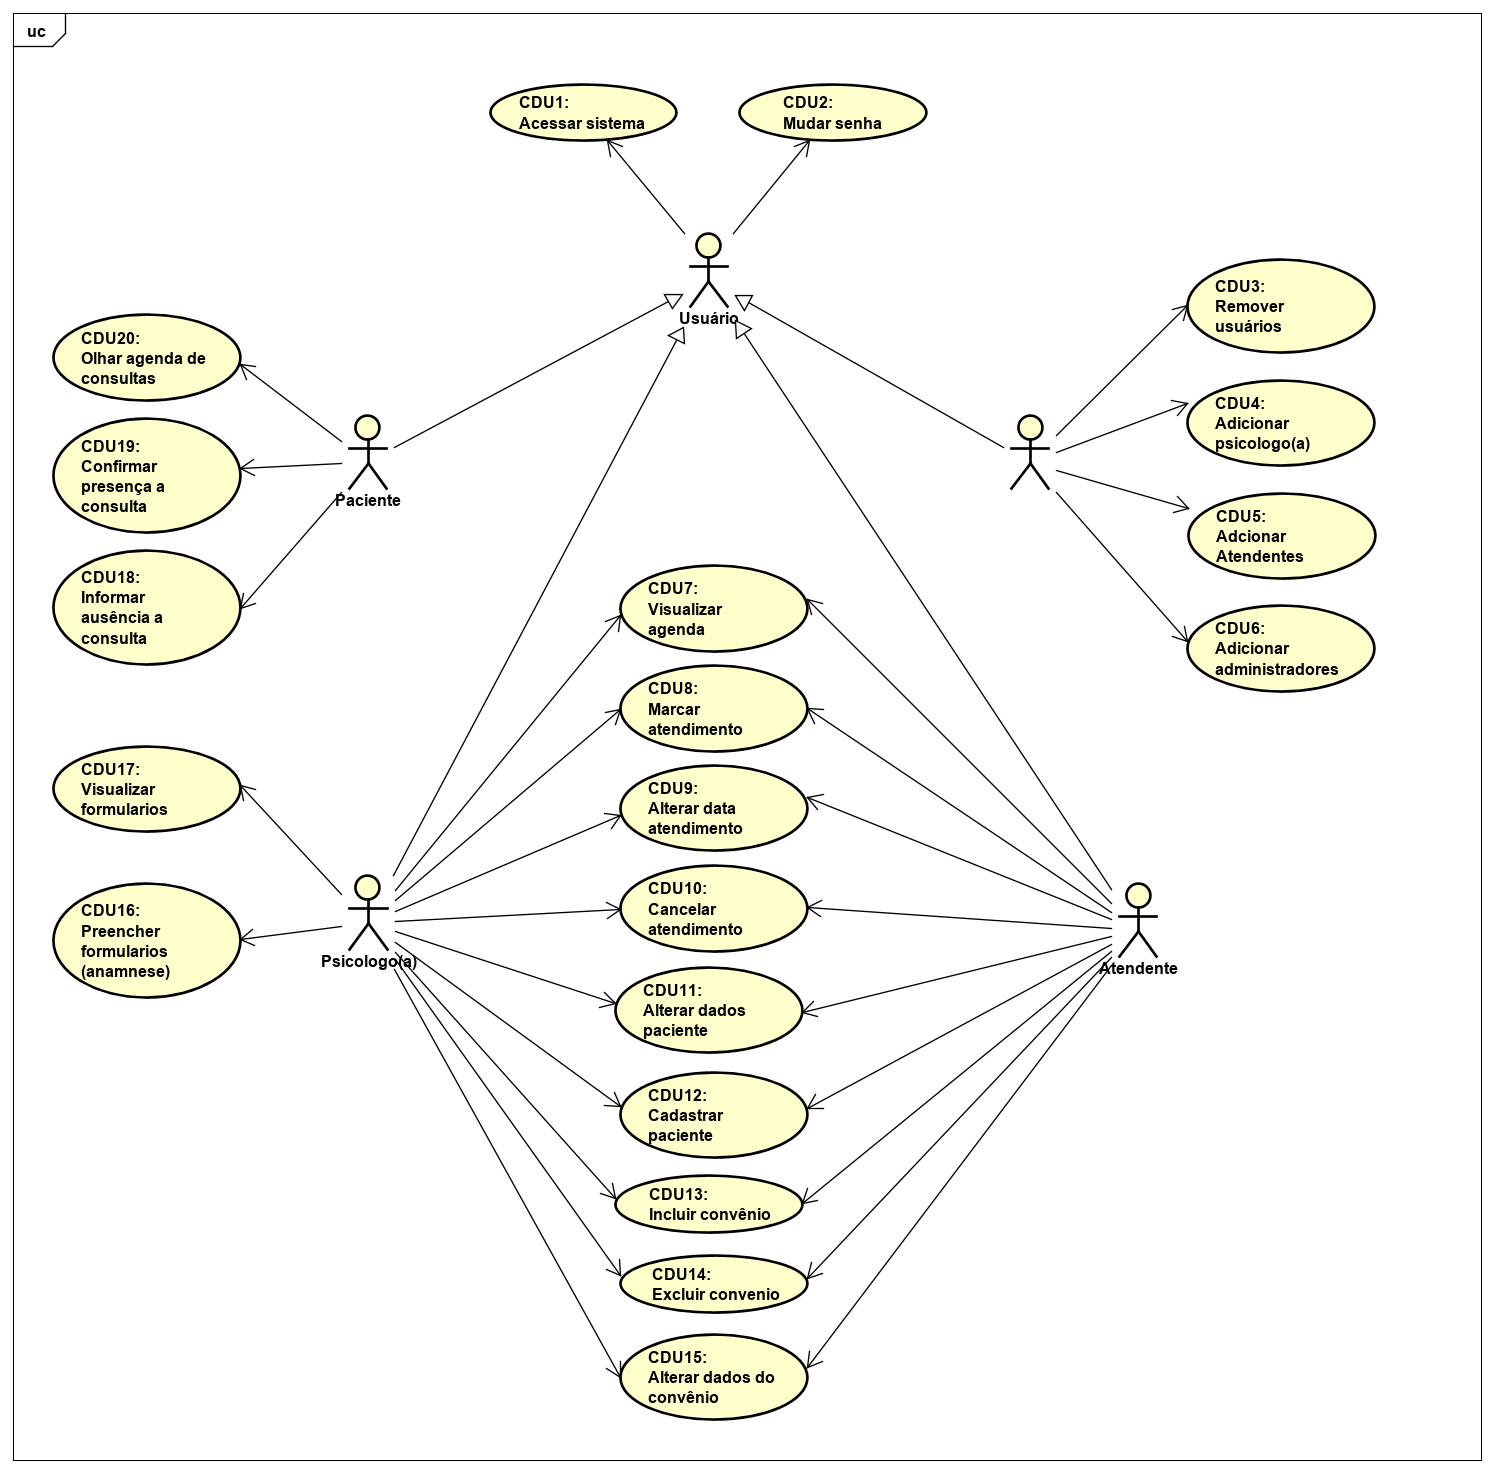 uc
CDU1:
Acessar sistema
CDU2:
Mudar senha
Usuário
CDU3:
Remover
usuários
CDU20:
Olhar agenda de
consultas
CDU4:
Adicionar
psicologo(a)
CDU19:
Confirmar
presença a
consulta
Paciente
CDU5:
Adcionar
Atendentes
CDU18:
Informar
ausência a
consulta
CDU7:
Visualizar
agenda
CDU6:
Adicionar
administradores
CDU8:
Marcar
atendimento
CDU17:
Visualizar
formularios
CDU9:
Alterar data
atendimento
CDU16:
Preencher
formularios
(anamnese)
CDU10:
Cancelar
atendimento
Psicologo(a)
Atendente
CDU11:
Alterar dados
paciente
CDU12:
Cadastrar
paciente
CDU13:
Incluir convênio
CDU14:
Excluir convenio
CDU15:
Alterar dados do
convênio